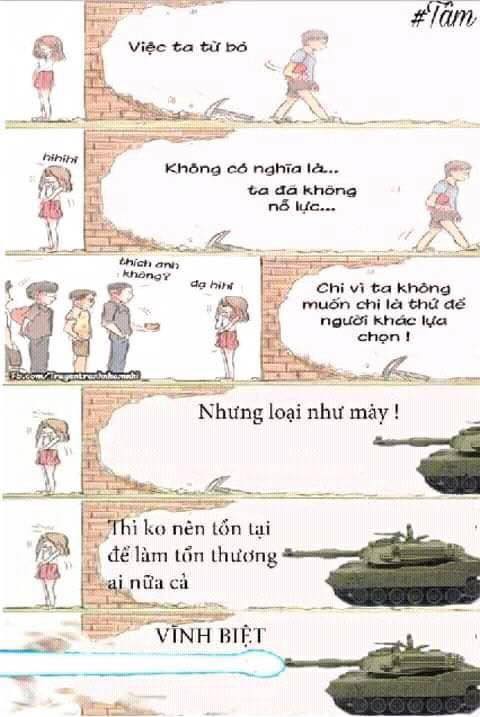 #Tâm
Việc ta từ bỏ
hihihi
Không có nghĩa là...
ta đã không
nỗ lực...
thích anh
không?
dạ hihi
Chỉ vì ta không
muốn chỉ là thứ để
người khác lựa
chọn !
Nhưng loại như mày !
Thì ko nên tồn tại
để làm tổn thương
ai nữa cả
VĨNH BIỆT